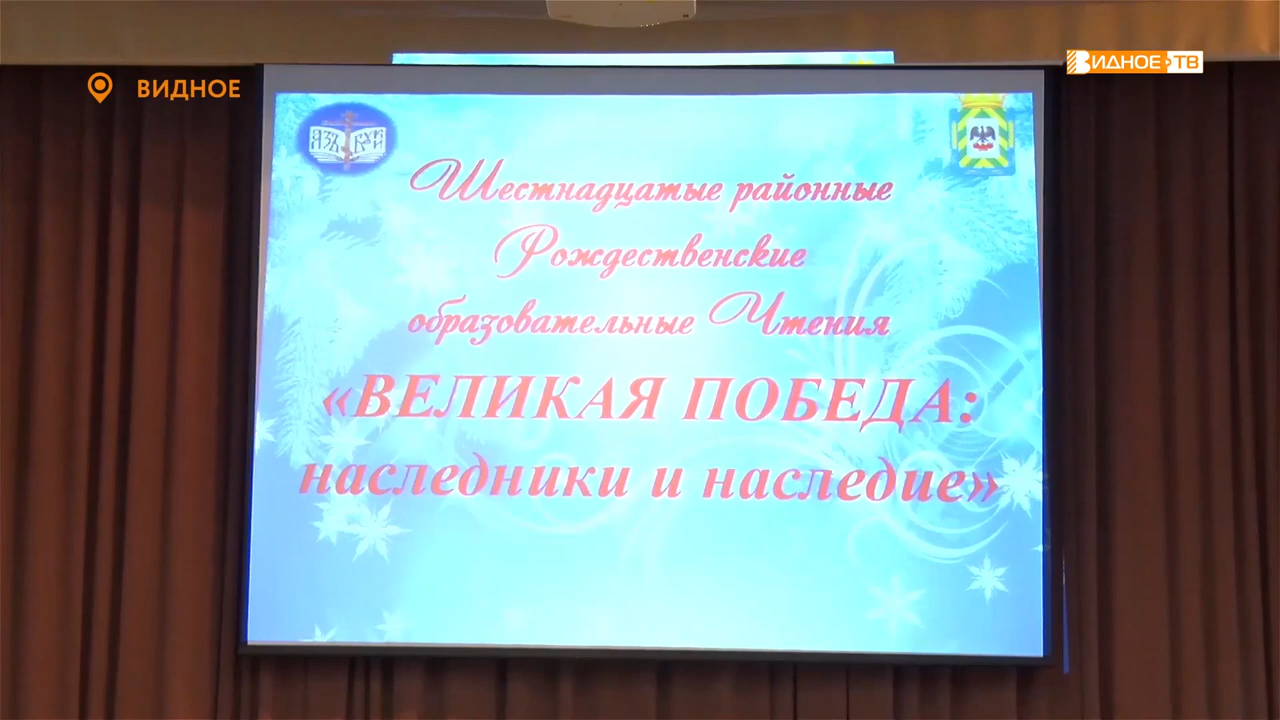 ВИДНОЕ
ВИДНОЕ ТВ
Шестнадцатые районные
Рождественские
образовательные Чтения
«ВЕЛИКАЯ ПОБЕДА:
наследники и наследие»